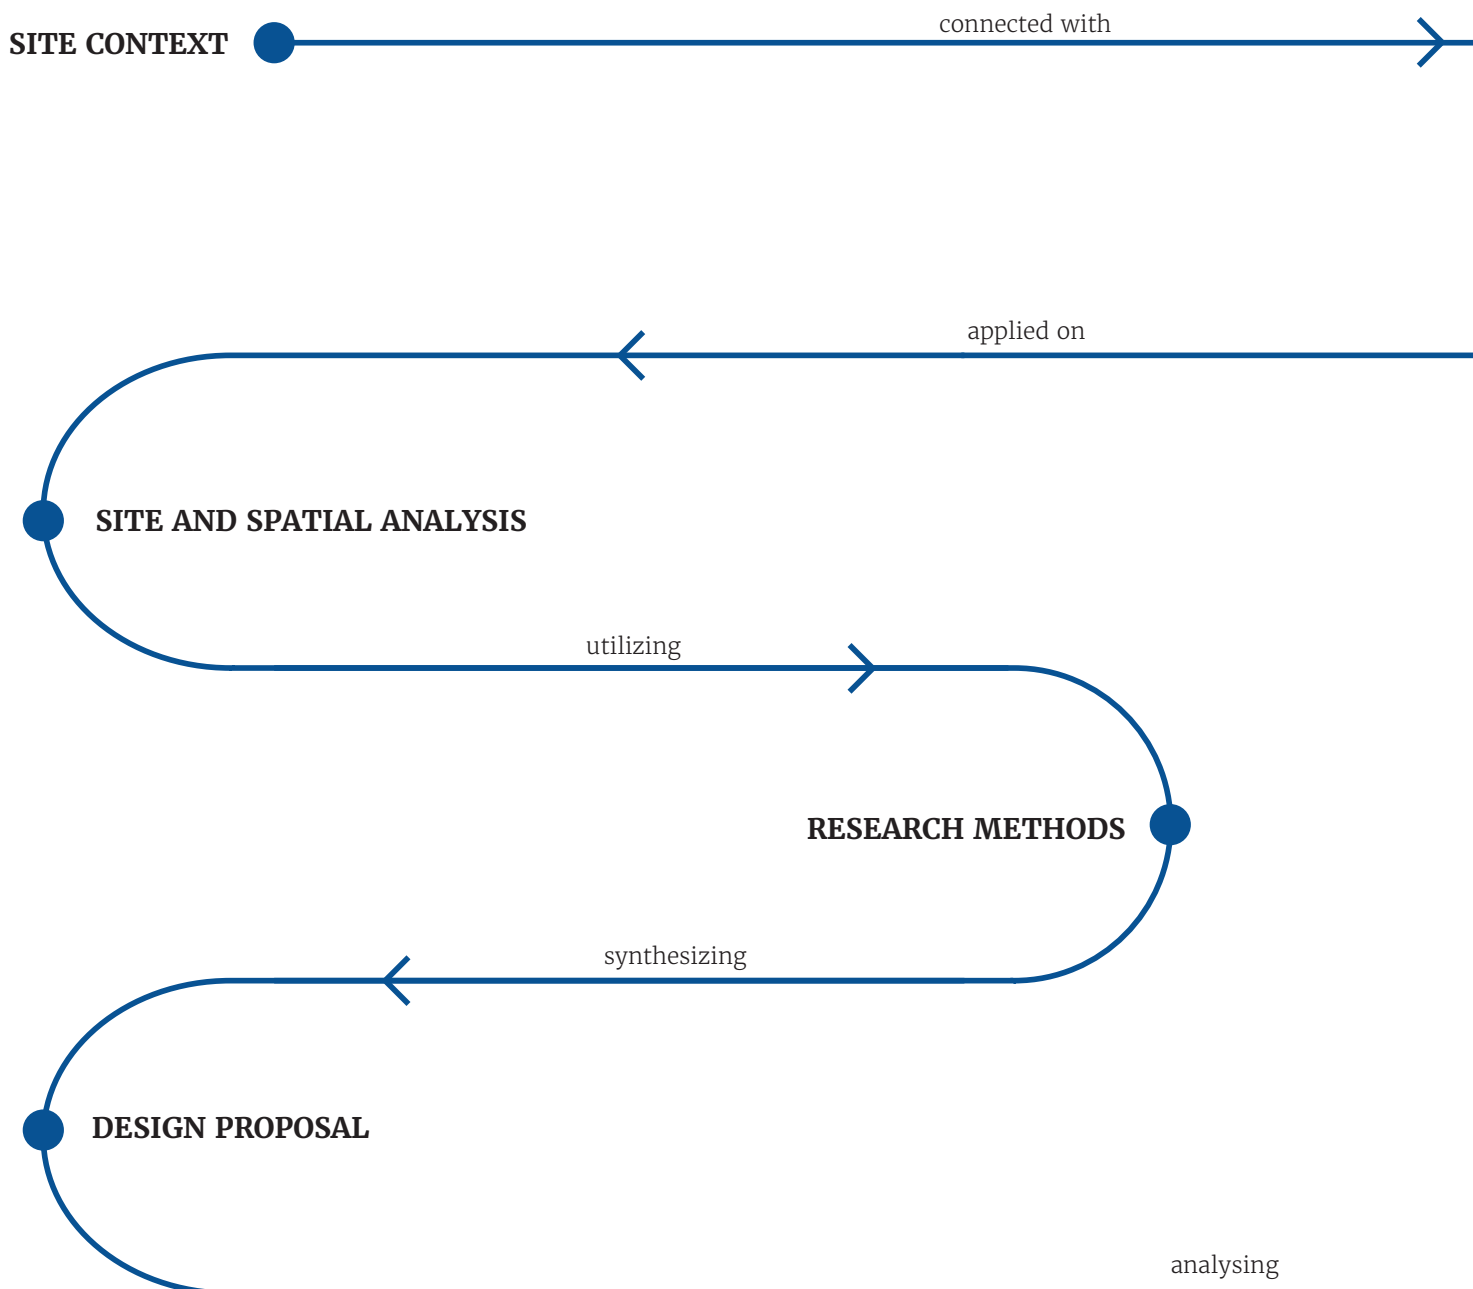 connected with
SITE CONTEXT
applied on
SITE AND SPATIAL ANALYSIS
utilizing
RESEARCH METHODS
synthesizing
DESIGN PROPOSAL
analysing